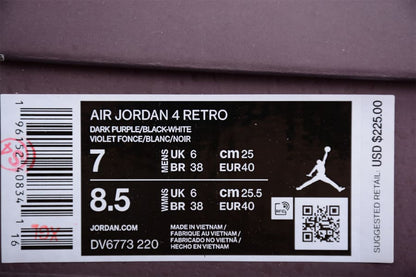 AIR JORDAN 4 RETRO
DARK PURPLE/BLACK-WHITE
VIOLET FONCE/BLANC/NOIR
7 MENS UK 6 cm 25
BR 38 EUR 40
8.5 WMNS UK 6 cm 25.5
BR 38 EUR 40
JORDAN.COM
DV6773 220
MADE IN VIETNAM /
FABRIQUÉ AU VIETNAM /
FABRICADO NO VIETNÃ /
HECHO EN VIETNAM
SUGGESTED RETAIL USD $225.00